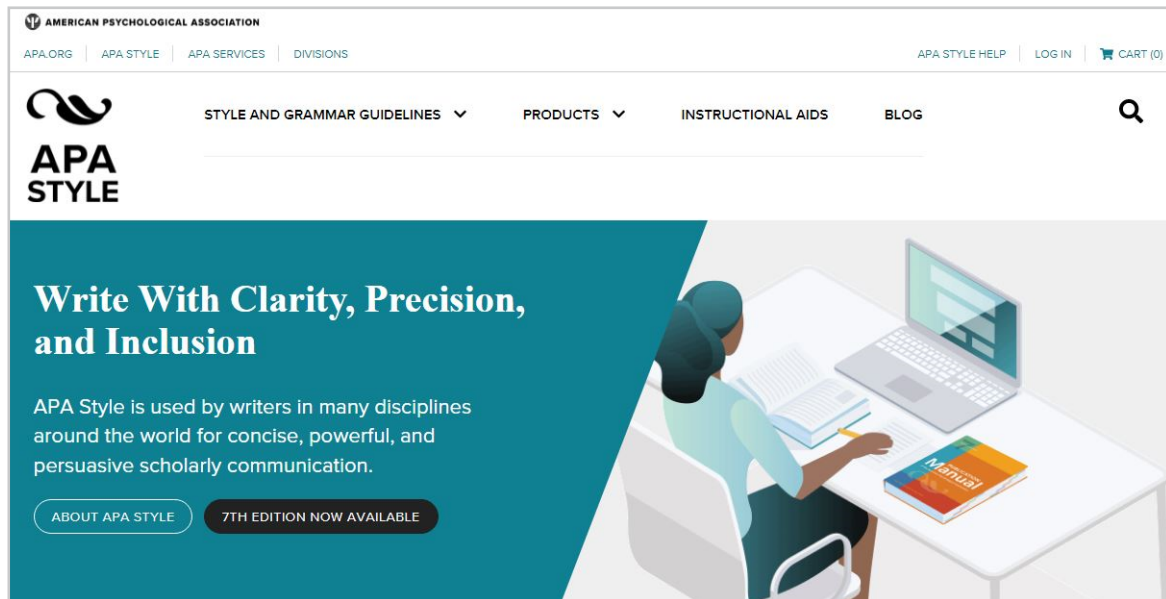 AMERICAN PSYCHOLOGICAL ASSOCIATION
APA.ORG APA STYLE APA SERVICES DIVISIONS APA STYLE HELP LOG IN CART (0)
STYLE AND GRAMMAR GUIDELINES PRODUCTS INSTRUCTIONAL AIDS BLOG
APA
STYLE
Write With Clarity, Precision,
and Inclusion
APA Style is used by writers in many disciplines
around the world for concise, powerful, and
persuasive scholarly communication.
ABOUT APA STYLE 7TH EDITION NOW AVAILABLE
PUBLICATION
Manual